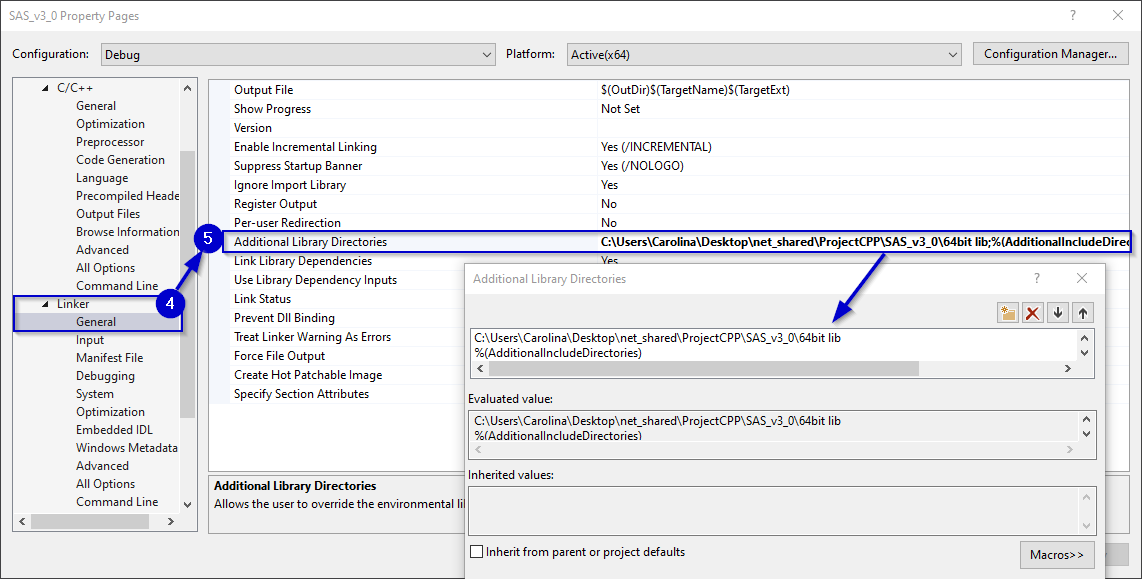 SAS_v3_0 Property Pages
?
Configuration:
Debug
Platform:
Active(x64)
Configuration Manager...
C/C++
General
Optimization
Preprocessor
Code Generation
Language
Precompiled Heade
Output Files
Browse Information
Advanced
All Options
Command Line
Linker
General
Input
Manifest File
Debugging
System
Optimization
Embedded IDL
Windows Metadata
Advanced
All Options
Command Line
4
5
Output File $(OutDir)$(TargetName)$(TargetExt)
Show Progress Not Set
Version
Enable Incremental Linking Yes (/INCREMENTAL)
Suppress Startup Banner Yes (/NOLOGO)
Ignore Import Library Yes
Register Output No
Per-user Redirection No
Additional Library Directories C:\Users\Carolina\Desktop\net_shared\ProjectCPP\SAS_v3_0\64bit lib;%(AdditionalIncludeDirec
Link Library Dependencies Yes
Use Library Dependency Inputs
Link Status
Prevent Dll Binding
Treat Linker Warning As Errors
Force File Output
Create Hot Patchable Image
Specify Section Attributes
Additional Library Directories
Allows the user to override the environmental li
Additional Library Directories
?
C:\Users\Carolina\Desktop\net_shared\ProjectCPP\SAS_v3_0\64bit lib
%(AdditionalIncludeDirectories)
Evaluated value:
C:\Users\Carolina\Desktop\net_shared\ProjectCPP\SAS_v3_0\64bit lib
%(AdditionalIncludeDirectories)
Inherited values:
Inherit from parent or project defaults
Macros>>